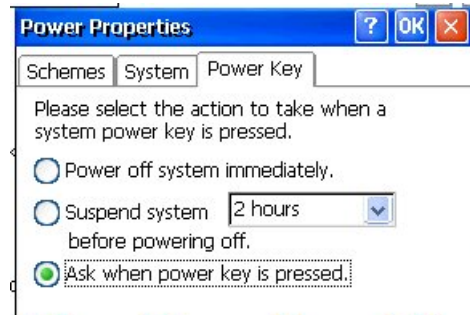 Power Properties ? OK
Schemes System Power Key
Please select the action to take when a
system power key is pressed.
Power off system immediately.
Suspend system 2 hours
before powering off.
Ask when power key is pressed.